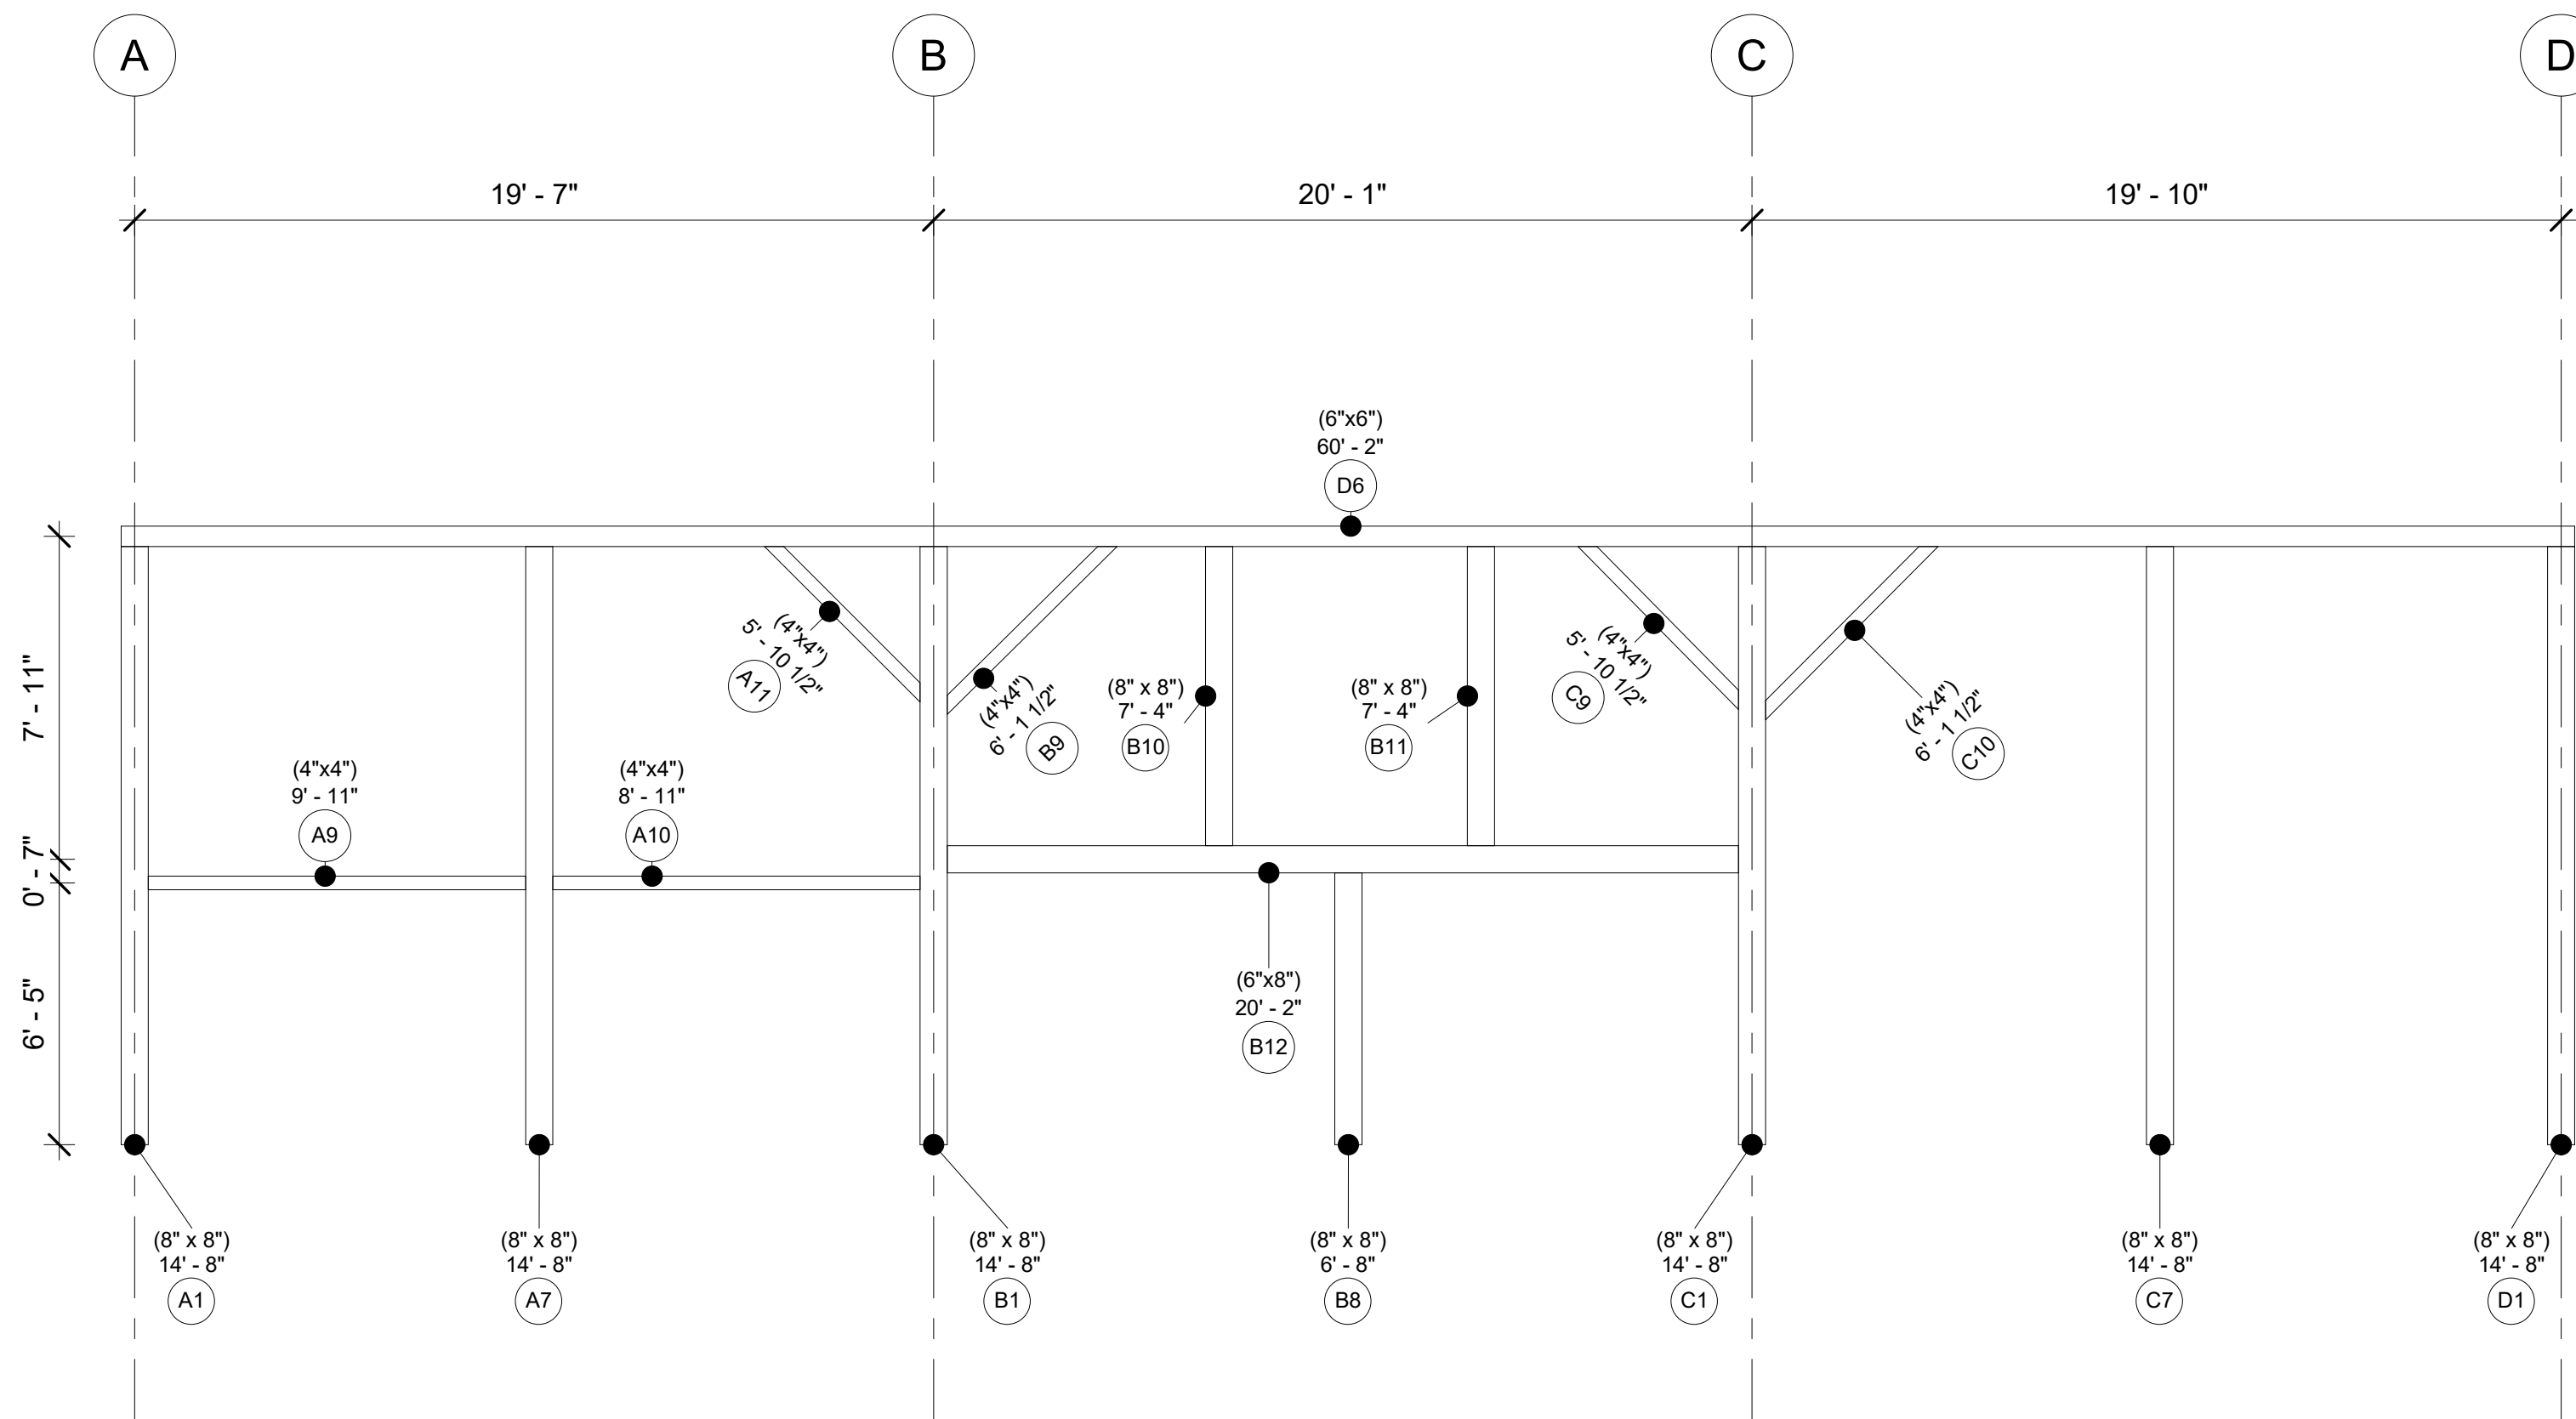 A
B
C
D
19' - 7"
20' - 1"
19' - 10"
(6"x6")
60' - 2"
D6
7' - 11"
0' - 7"
6' - 5"
(4"x4")
5' - 10 1/2"
A11
(4"x4")
6' - 1 1/2"
B9
(8" x 8")
7' - 4"
B10
(8" x 8")
7' - 4"
B11
(4"x4")
5' - 10 1/2"
C9
(4"x4")
6' - 1 1/2"
C10
(4"x4")
9' - 11"
A9
(4"x4")
8' - 11"
A10
(6"x8")
20' - 2"
B12
(8" x 8")
14' - 8"
A1
(8" x 8")
14' - 8"
A7
(8" x 8")
14' - 8"
B1
(8" x 8")
6' - 8"
B8
(8" x 8")
14' - 8"
C1
(8" x 8")
14' - 8"
C7
(8" x 8")
14' - 8"
D1